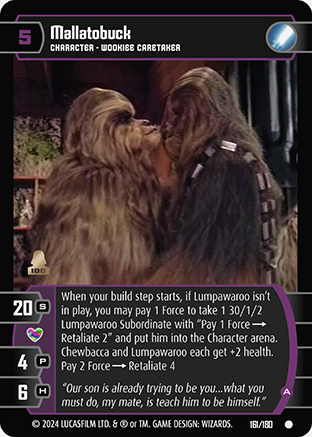 5 Mallatobuck
CHARACTER - WOOKIEE CARETAKER
20 S
4 P
6 H
When your build step starts, if Lumpawaroo isn't
in play, you may pay 1 Force to take 1 30/1/2
Lumpawaroo Subordinate with "Pay 1 Force →
Retaliate 2" and put him into the Character arena.
Chewbacca and Lumpawaroo each get +2 health.
Pay 2 Force → Retaliate 4
"Our son is already trying to be you...what you
must do, my mate, is teach him to be himself."
A
© 2024 LUCASFILM LTD. & ® or TM. GAME DESIGN: WIZARDS. 161/180